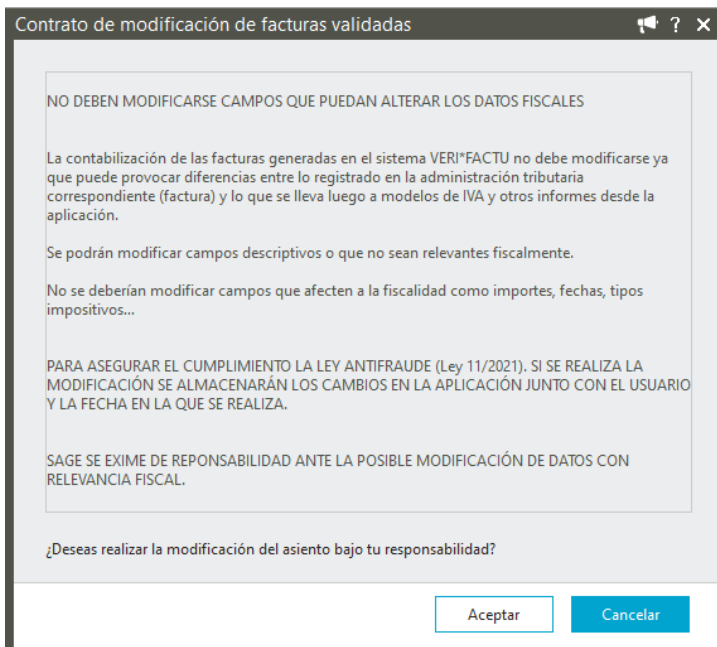 Contrato de modificación de facturas validadas
?
NO DEBEN MODIFICARSE CAMPOS QUE PUEDAN ALTERAR LOS DATOS FISCALES
La contabilización de las facturas generadas en el sistema VERI*FACTU no debe modificarse ya
que puede provocar diferencias entre lo registrado en la administración tributaria
correspondiente (factura) y lo que se lleva luego a modelos de IVA y otros informes desde la
aplicación.
Se podrán modificar campos descriptivos o que no sean relevantes fiscalmente.
No se deberían modificar campos que afecten a la fiscalidad como importes, fechas, tipos
impositivos...
PARA ASEGURAR EL CUMPLIMIENTO LA LEY ANTIFRAUDE (Ley 11/2021). SI SE REALIZA LA
MODIFICACIÓN SE ALMACENARÁN LOS CAMBIOS EN LA APLICACIÓN JUNTO CON EL USUARIO
Y LA FECHA EN LA QUE SE REALIZA.
SAGE SE EXIME DE REPONSABILIDAD ANTE LA POSIBLE MODIFICACIÓN DE DATOS CON
RELEVANCIA FISCAL.
¿Deseas realizar la modificación del asiento bajo tu responsabilidad?
Aceptar
Cancelar